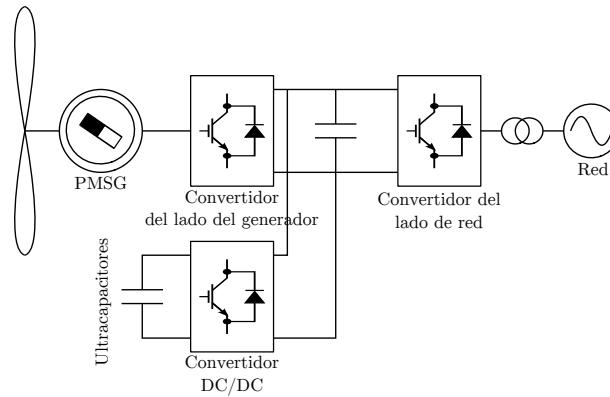 PMSG
Convertidor
del lado del generador
Convertidor del
lado de red
Red
Ultracapacitores
Convertidor
DC/DC